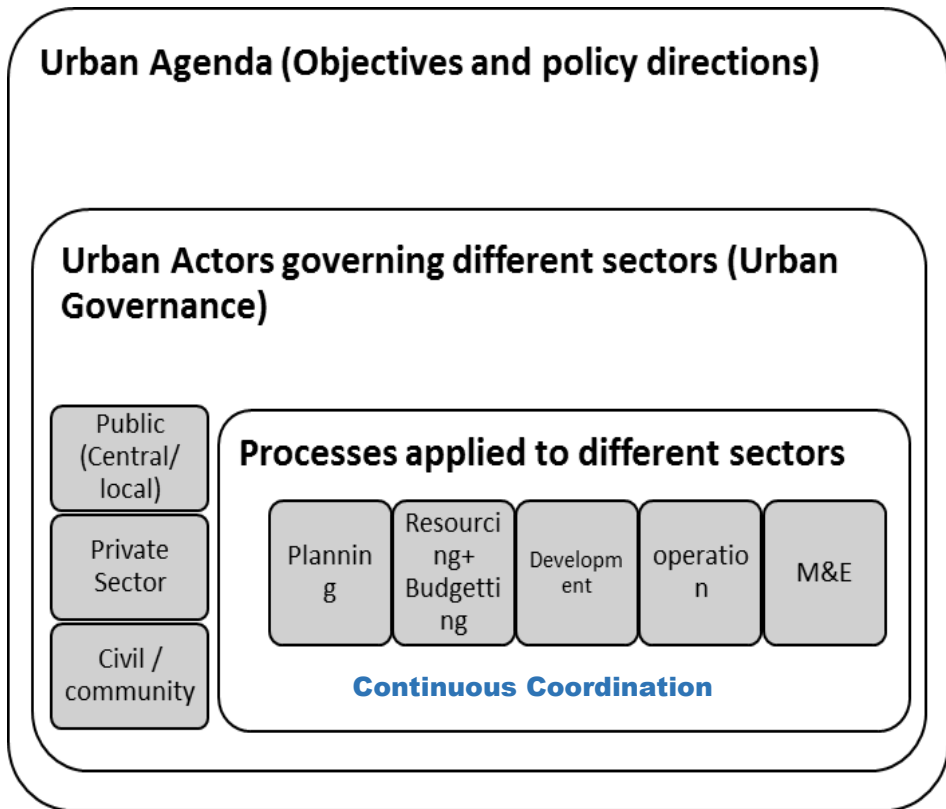 Urban Agenda (Objectives and policy directions)
Urban Actors governing different sectors (Urban
Governance)
Public
(Central/
local)
Private
Sector
Civil /
community
Processes applied to different sectors
Plannin
g
Resourci
ng+
Budgetti
ng
Developm
ent
operatio
n
M&E
Continuous Coordination